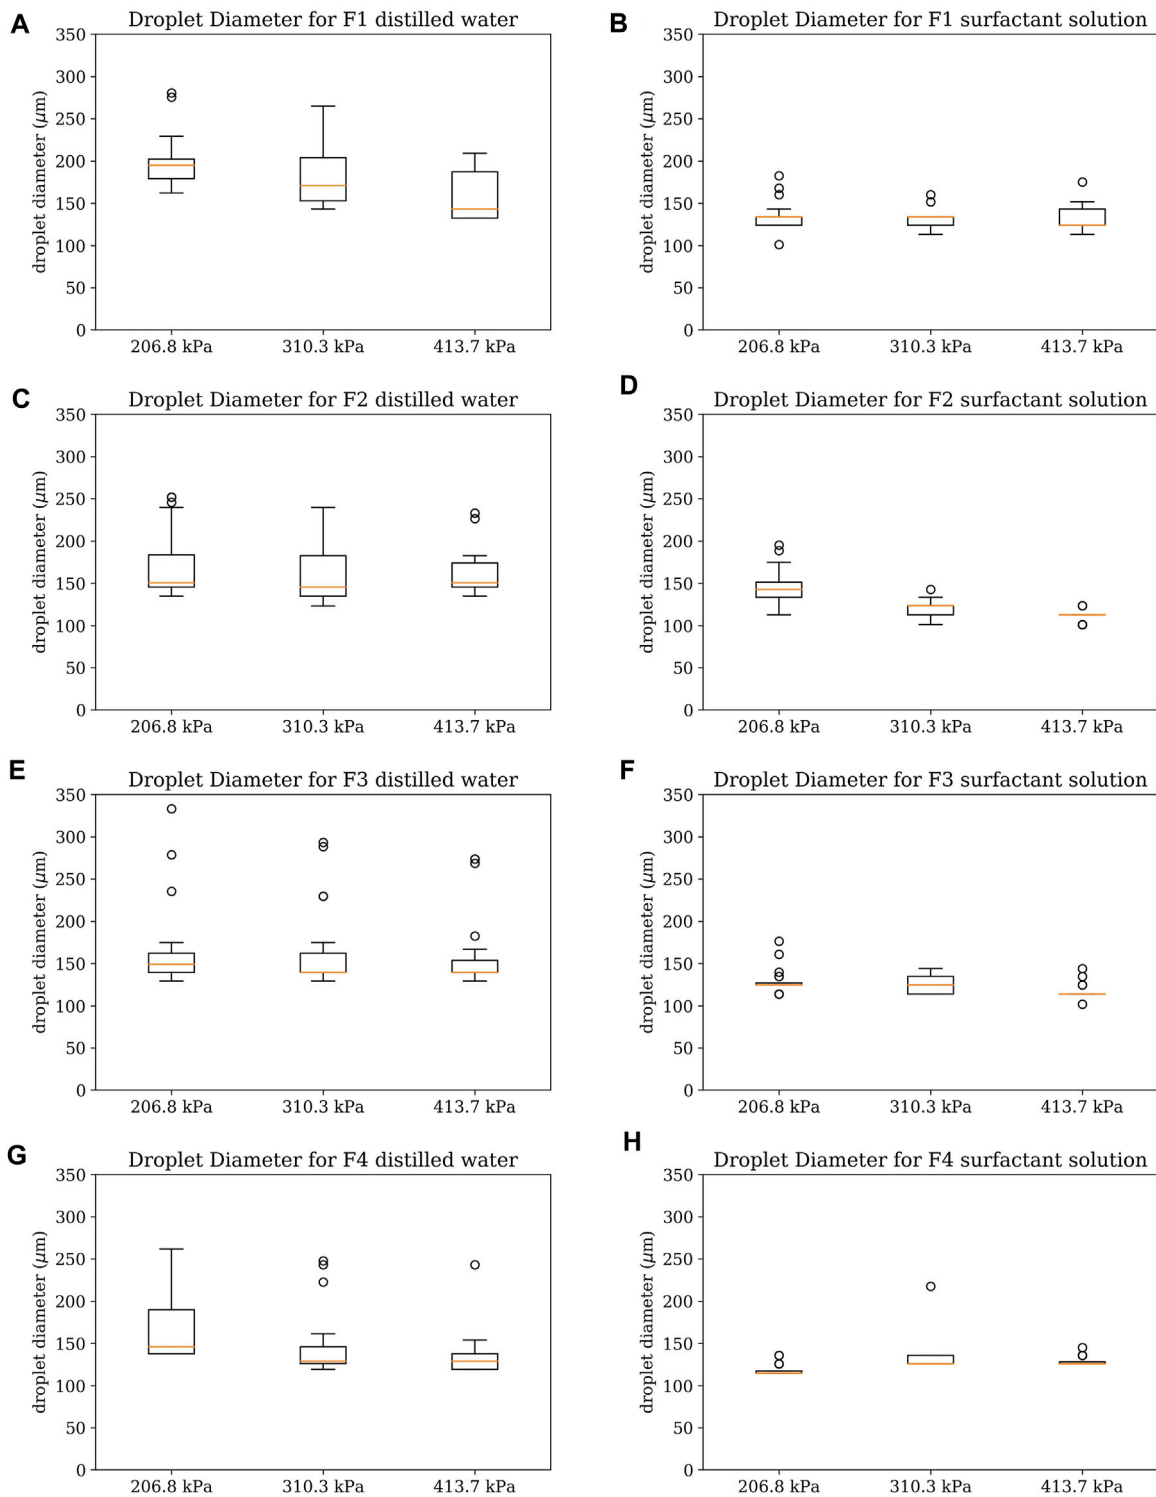 A
Droplet Diameter for F1 distilled water
350
300
250
200
150
100
50
0
droplet diameter (μm)
206.8 kPa 310.3 kPa 413.7 kPa
B
Droplet Diameter for F1 surfactant solution
350
300
250
200
150
100
50
0
droplet diameter (μm)
206.8 kPa 310.3 kPa 413.7 kPa
C
Droplet Diameter for F2 distilled water
350
300
250
200
150
100
50
0
droplet diameter (μm)
206.8 kPa 310.3 kPa 413.7 kPa
D
Droplet Diameter for F2 surfactant solution
350
300
250
200
150
100
50
0
droplet diameter (μm)
206.8 kPa 310.3 kPa 413.7 kPa
E
Droplet Diameter for F3 distilled water
350
300
250
200
150
100
50
0
droplet diameter (μm)
206.8 kPa 310.3 kPa 413.7 kPa
F
Droplet Diameter for F3 surfactant solution
350
300
250
200
150
100
50
0
droplet diameter (μm)
206.8 kPa 310.3 kPa 413.7 kPa
G
Droplet Diameter for F4 distilled water
350
300
250
200
150
100
50
0
droplet diameter (μm)
206.8 kPa 310.3 kPa 413.7 kPa
H
Droplet Diameter for F4 surfactant solution
350
300
250
200
150
100
50
0
droplet diameter (μm)
206.8 kPa 310.3 kPa 413.7 kPa